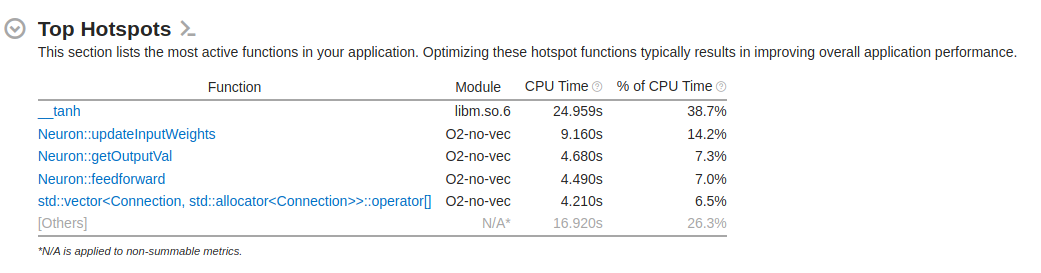 Top Hotspots
This section lists the most active functions in your application. Optimizing these hotspot functions typically results in improving overall application performance.
Function Module CPU Time % of CPU Time
__tanh libm.so.6 24.959s 38.7%
Neuron::updateInputWeights O2-no-vec 9.160s 14.2%
Neuron::getOutputVal O2-no-vec 4.680s 7.3%
Neuron::feedforward O2-no-vec 4.490s 7.0%
std::vector<Connection, std::allocator<Connection>>::operator[] O2-no-vec 4.210s 6.5%
[Others] N/A* 16.920s 26.3%
*N/A is applied to non-summable metrics.